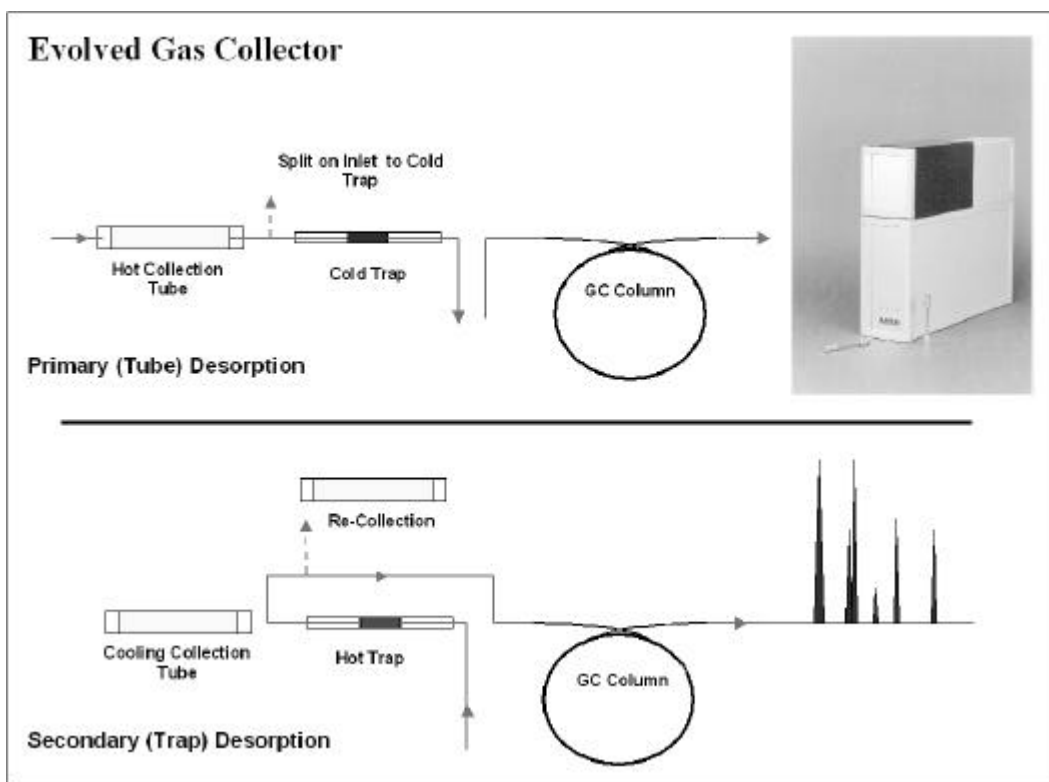 Evolved Gas Collector
Split on Inlet to Cold
Trap
Hot Collection
Tube
Cold Trap
GC Column
Primary (Tube) Desorption
Re-Collection
Cooling Collection
Tube
Hot Trap
GC Column
Secondary (Trap) Desorption